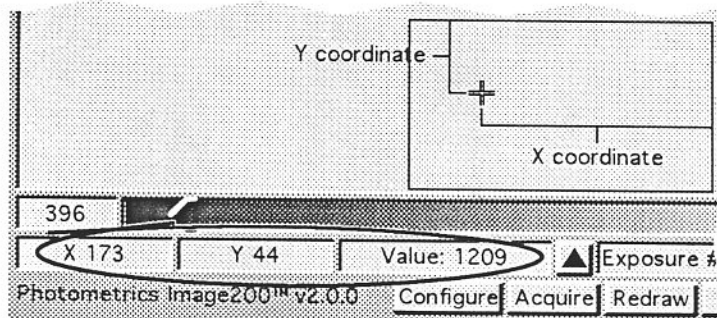 Y coordinate
X coordinate
396
X 173 Y 44 Value: 1209 Exposure #
Photometrics Image200™ v2.0.0 Configure Acquire Redraw